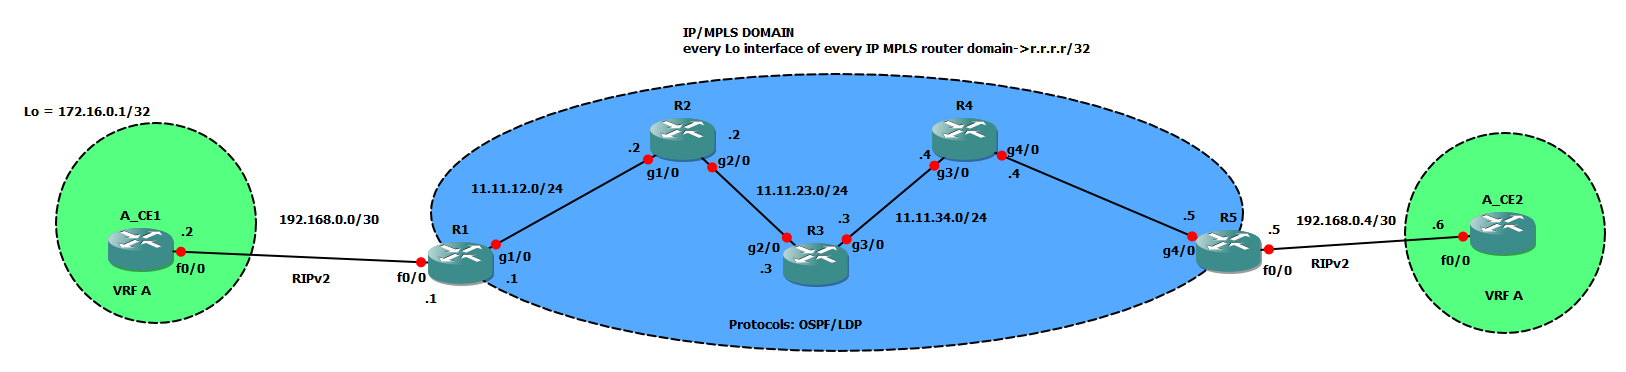 IP/MPLS DOMAIN
every Lo interface of every IP MPLS router domain->r.r.r.r/32
Lo = 172.16.0.1/32
R2
R4
.2
.2
g1/0
g2/0
.4
g3/0
g4/0
.4
11.11.12.0/24
11.11.23.0/24
11.11.34.0/24
A_CE1
.2
f0/0
VRF A
192.168.0.0/30
RIPv2
R1
g1/0
.1
f0/0
.1
R3
.3
g2/0
.3
g3/0
.5
R5
g4/0
.5
f0/0
192.168.0.4/30
RIPv2
A_CE2
.6
f0/0
VRF A
Protocols: OSPF/LDP